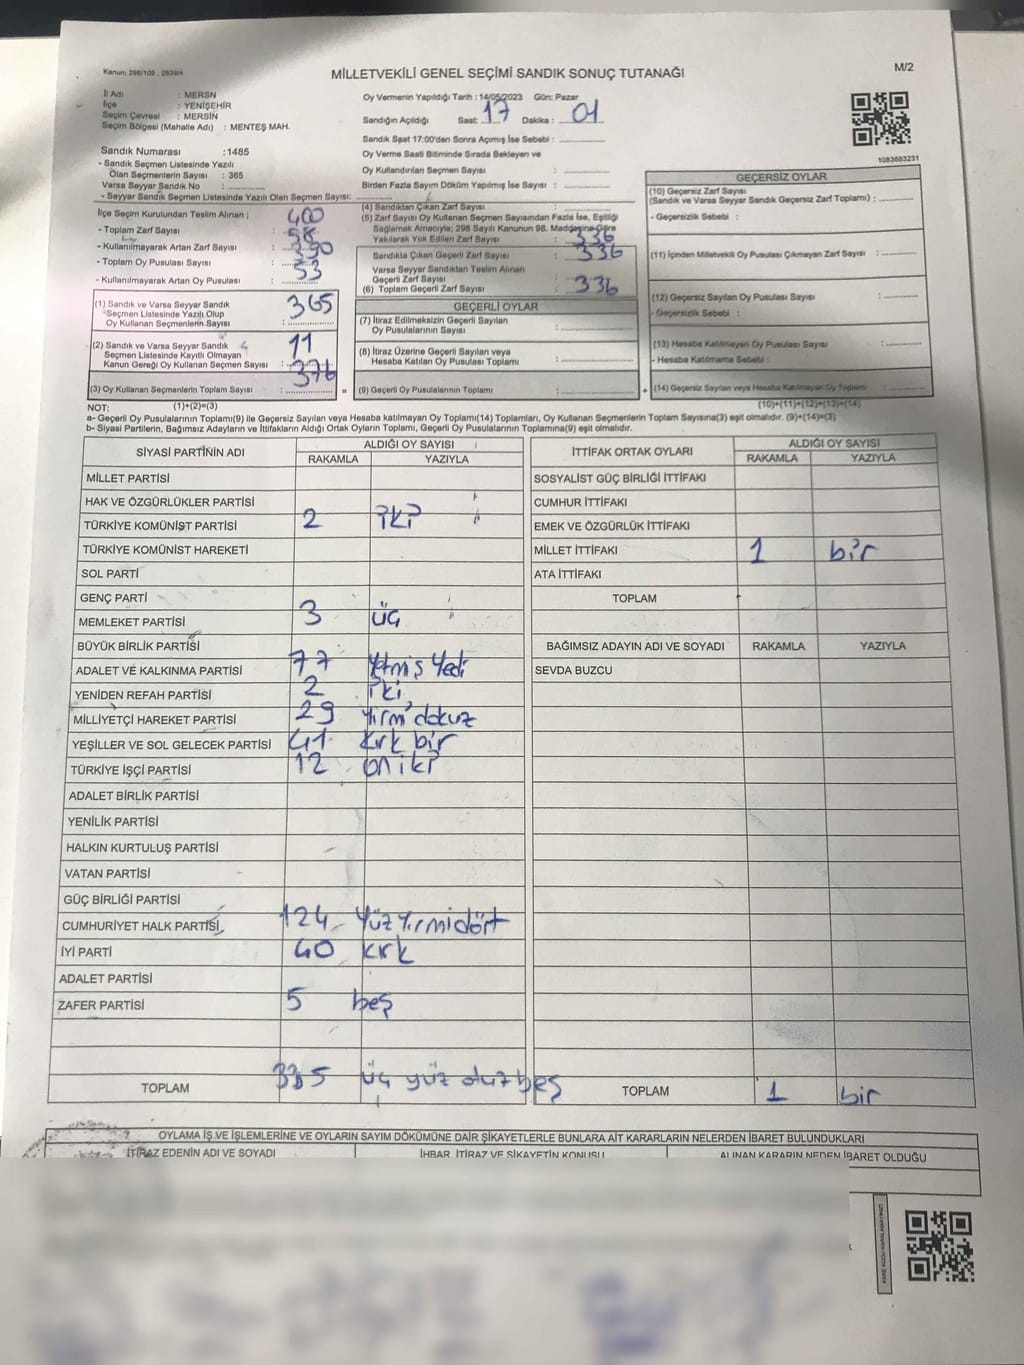 Kanun: 298/105 , 2839/4
MİLLETVEKİLİ GENEL SEÇİMİ SANDIK SONUÇ TUTANAĞI
M/2
İl Adı : MERSN
İlçe : YENİŞEHİR
Seçim Çevresi : MERSİN
Seçim Bölgesi (Mahalle Adı) : MENTEŞ MAH.
Oy Vermenin Yapıldığı Tarih : 14/05/2023 Gün: Pazar
Sandığın Açıldığı Saat: 17 Dakika : 01
Sandık Saat 17:00'den Sonra Açımış İse Sebebi :
Oy Verme Saati Bitiminde Sırada Bekleyen ve
Oy Kullandırılan Seçmen Sayısı :
Birden Fazla Sayım Döküm Yapılmış İse Sayısı :
1083683231
Sandık Numarası :1485
- Sandık Seçmen Listesinde Yazılı
Olan Seçmenlerin Sayısı : 365
Varsa Seyyar Sandık No :
- Seyyar Sandık Seçmen Listesinde Yazılı Olan Seçmen Sayısı:
İlçe Seçim Kurulundan Teslim Alınan ; 400
- Toplam Zarf Sayısı : 58
- Kullanılmayarak Artan Zarf Sayısı :
- Toplam Oy Pusulası Sayısı : 53
- Kullanılmayarak Artan Oy Pusulası :
(1) Sandık ve Varsa Seyyar Sandık
Seçmen Listesinde Yazılı Olup
Oy Kullanan Seçmenlerin Sayısı : 365
(2) Sandık ve Varsa Seyyar Sandık
Seçmen Listesinde Kayıtlı Olmayan
Kanun Gereği Oy Kullanan Seçmen Sayısı : 11
(3) Oy Kullanan Seçmenlerin Toplam Sayısı : 376
(1)+(2)=(3)
(4) Sandıktan Çıkan Zarf Sayısı :
(5) Zarf Sayısı Oy Kullanan Seçmen Sayısından Fazla İse, Eşitliği
Bağlamak Amacıyla; 298 Sayılı Kanunun 98. Maddesine Göre
Yakılarak Yok Edilen Zarf Sayısı : 336
Sandıkta Çıkan Geçerli Zarf Sayısı : 336
Varsa Seyyar Sandıktan Teslim Alınan
Geçerli Zarf Sayısı
(6) Toplam Geçerli Zarf Sayısı : 336
GEÇERLİ OYLAR
(7) İtiraz Edilmeksizin Geçerli Sayılan
Oy Pusulalarının Sayısı :
(8) İtiraz Üzerine Geçerli Sayılan veya
Hesaba Katılan Oy Pusulası Toplamı :
= (9) Geçerli Oy Pusulalarının Toplamı :
GEÇERSİZ OYLAR
(10) Geçersiz Zarf Sayısı
(Sandık ve Varsa Seyyar Sandık Geçersiz Zarf Toplamı) :
- Geçersizlik Sebebi :
(11) İçinden Milletvekili Oy Pusulası Çıkmayan Zarf Sayısı :
(12) Geçersiz Sayılan Oy Pusulası Sayısı :
- Geçersizlik Sebebi :
(13) Hesaba Katılmayan Oy Pusulası Sayısı :
- Hesaba Katılmama Sebebi :
+ (14) Geçersiz Sayılan veya Hesaba Katılmayan Oy Toplamı :
(10)+(11)+(12)+(13)=(14)
NOT:
a- Geçerli Oy Pusulalarının Toplamı(9) ile Geçersiz Sayılan veya Hesaba katılmayan Oy Toplamı(14) Toplamları, Oy Kullanan Seçmenlerin Toplam Sayısına(3) eşit olmalıdır. (9)+(14)=(3)
b- Siyasi Partilerin, Bağımsız Adayların ve İttifakların Aldığı Ortak Oyların Toplamı, Geçerli Oy Pusulalarının Toplamına(9) eşit olmalıdır.
SİYASİ PARTİNİN ADI
ALDIĞI OY SAYISI
RAKAMLA YAZIYLA
MİLLET PARTİSİ
HAK VE ÖZGÜRLÜKLER PARTİSİ
TÜRKİYE KOMÜNİST PARTİSİ 2 iki
TÜRKİYE KOMÜNİST HAREKETİ
SOL PARTİ
GENÇ PARTİ
MEMLEKET PARTİSİ 3 üç
BÜYÜK BİRLİK PARTİSİ
ADALET VE KALKINMA PARTİSİ 77 Yetmiş Yedi
YENİDEN REFAH PARTİSİ 2 iki
MİLLİYETÇİ HAREKET PARTİSİ 29 Yirmi dokuz
YEŞİLLER VE SOL GELECEK PARTİSİ 41 Kırk bir
TÜRKİYE İŞÇİ PARTİSİ 12 on iki
ADALET BİRLİK PARTİSİ
YENİLİK PARTİSİ
HALKIN KURTULUŞ PARTİSİ
VATAN PARTİSİ
GÜÇ BİRLİĞİ PARTİSİ
CUMHURİYET HALK PARTİSİ 124 Yüz Yirmidört
İYİ PARTİ 40 kırk
ADALET PARTİSİ
ZAFER PARTİSİ 5 beş
TOPLAM 335 üç yüz otuzbeş
İTTİFAK ORTAK OYLARI
ALDIĞI OY SAYISI
RAKAMLA YAZIYLA
SOSYALİST GÜÇ BİRLİĞİ İTTİFAKI
CUMHUR İTTİFAKI
EMEK VE ÖZGÜRLÜK İTTİFAKI
MİLLET İTTİFAKI 1 bir
ATA İTTİFAKI
TOPLAM
BAĞIMSIZ ADAYIN ADI VE SOYADI RAKAMLA YAZIYLA
SEVDA BUZCU
TOPLAM 1 bir
OYLAMA İŞ VE İŞLEMLERİNE VE OYLARIN SAYIM DÖKÜMÜNE DAİR ŞİKAYETLERLE BUNLARA AİT KARARLARIN NELERDEN İBARET BULUNDUKLARI
İTİRAZ EDENİN ADI VE SOYADI
İHBAR, İTİRAZ VE ŞİKAYETİN KONUSU
ALINAN KARARIN NEDEN İBARET OLDUĞU